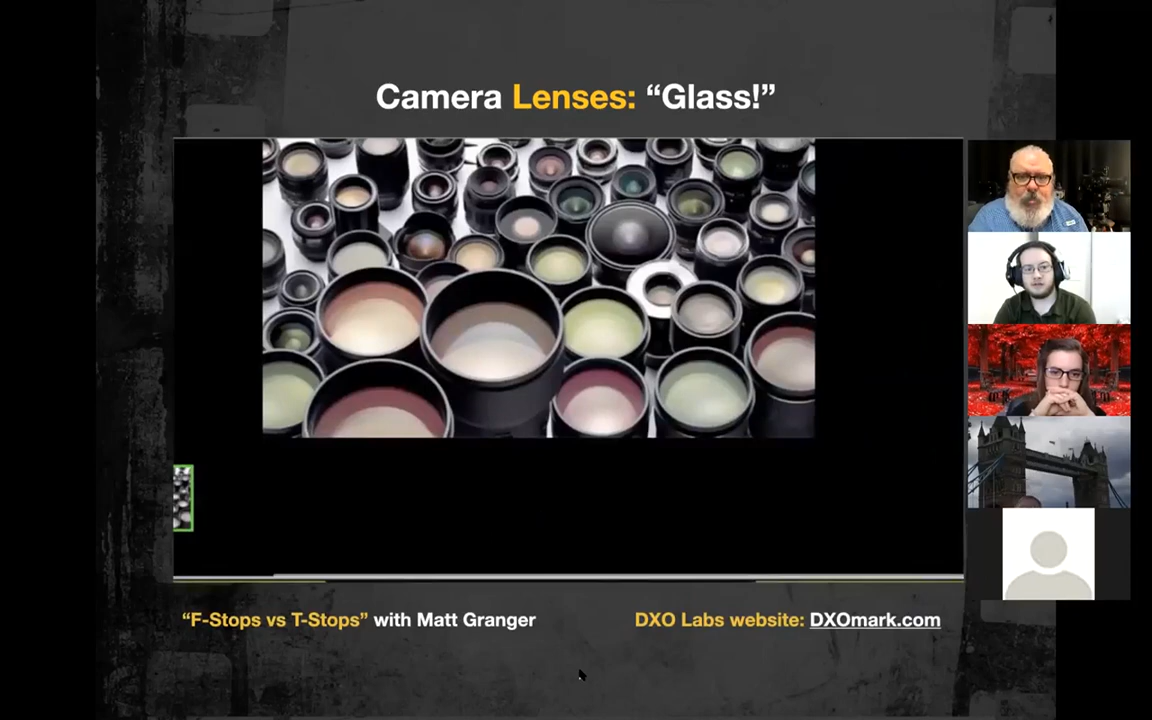 Camera Lenses: “Glass!”
“F-Stops vs T-Stops” with Matt Granger
DXO Labs website: DXOmark.com